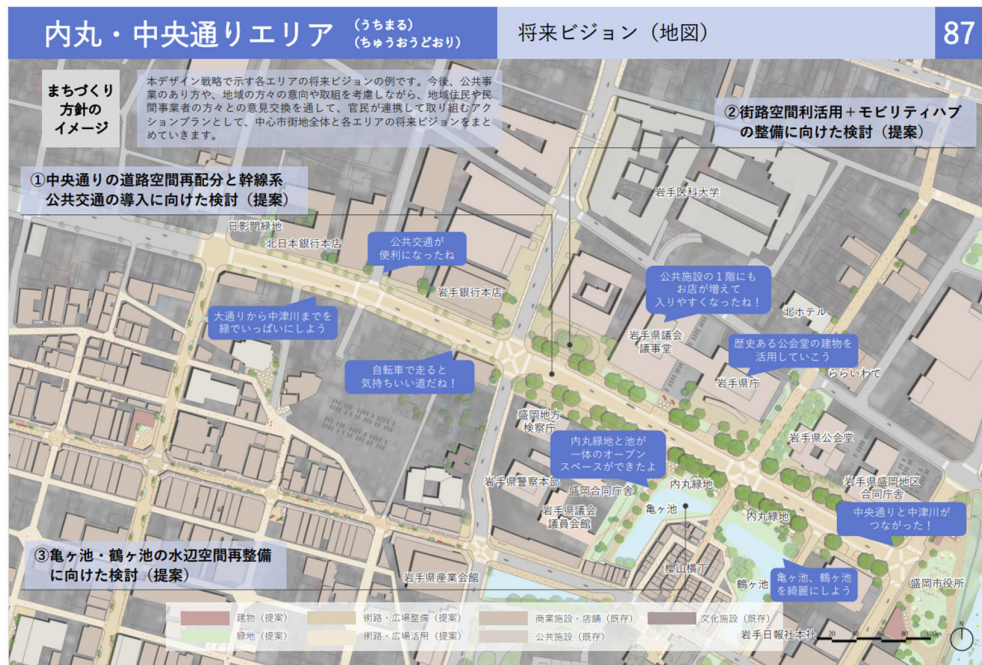 内丸・中央通りエリア
（うちまる）
（ちゅうおうどおり）
将来ビジョン（地図）
87
まちづくり
方針の
イメージ
本デザイン戦略で示す各エリアの将来ビジョンの例です。今後、公共事
業のあり方や、地域の方々の意向や取組を考慮しながら、地域住民や民
間事業者の方々との意見交換を通して、官民が連携して取り組むアク
ションプランとして、中心市街地全体と各エリアの将来ビジョンをまと
めていきます。
②街路空間利活用＋モビリティハブ
の整備に向けた検討（提案）
①中央通りの道路空間再配分と幹線系
公共交通の導入に向けた検討（提案）
岩手医科大学
日影門緑地
北日本銀行本店
公共交通が
便利になったね
岩手銀行本店
公共施設の１階にも
お店が増えて
入りやすくなったね！
大通りから中津川までを
緑でいっぱいにしよう
北ホテル
岩手県議会
議事堂
歴史ある公会堂の建物を
活用していこう
自転車で走ると
気持ちいい道だね！
岩手県庁
ららいわて
盛岡地方
検察庁
内丸緑地と池が
一体のオープン
スペースができたよ
岩手県公会堂
岩手県警察本部
盛岡合同庁舎
内丸緑地
岩手県盛岡地区
合同庁舎
岩手県議会
議員会館
亀ヶ池
内丸緑地
中央通りと中津川が
つながった！
③亀ヶ池・鶴ヶ池の水辺空間再整備
に向けた検討（提案）
岩手県産業会館
桜山横丁
鶴ヶ池
亀ヶ池、鶴ヶ池
を綺麗にしよう
盛岡市役所
建物（提案）
街路・広場整備（提案）
商業施設・店舗（既存）
文化施設（既存）
緑地（提案）
街路・広場活用（提案）
公共施設（既存）
岩手日報社本社
20
40
60
80
100m
N